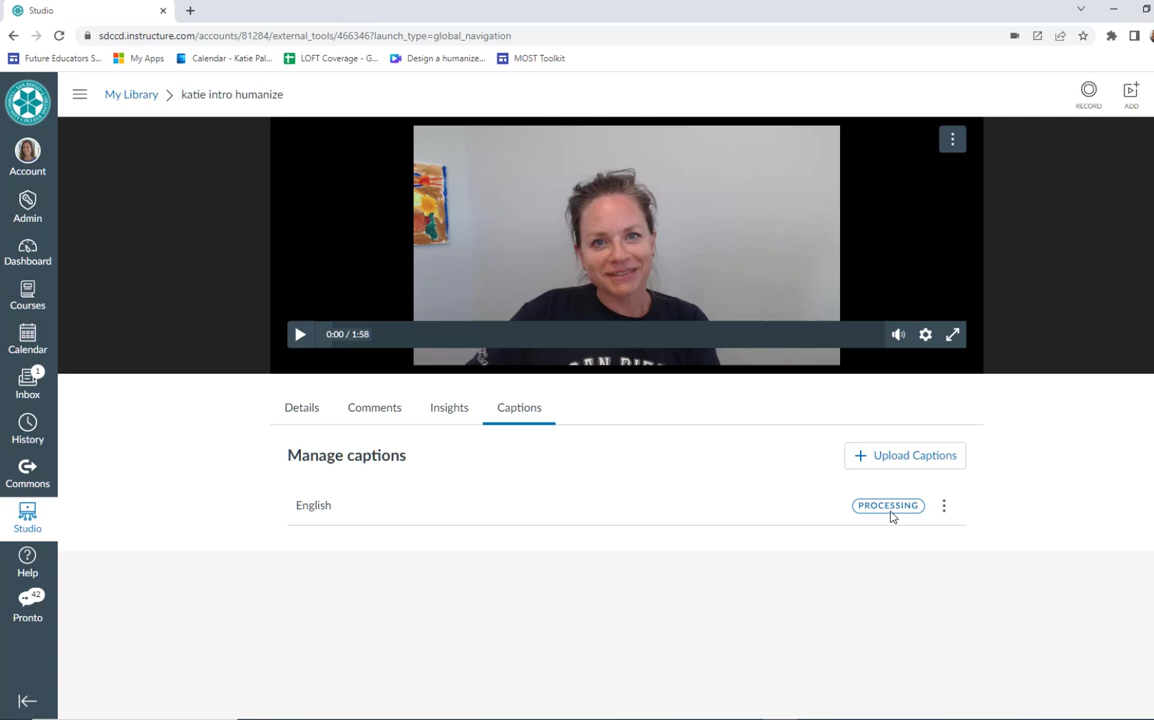 Studio
sdccd.instructure.com/accounts/81284/external_tools/466346?launch_type=global_navigation
Future Educators S...
My Apps
Calendar - Katie Pal...
LOFT Coverage - G...
Design a humanize...
MOST Toolkit
My Library
katie intro humanize
RECORD
ADD
Account
Admin
Dashboard
Courses
Calendar
1
Inbox
History
Commons
Studio
Help
42
Pronto
0:00 / 1:58
Details
Comments
Insights
Captions
Manage captions
Upload Captions
English
PROCESSING